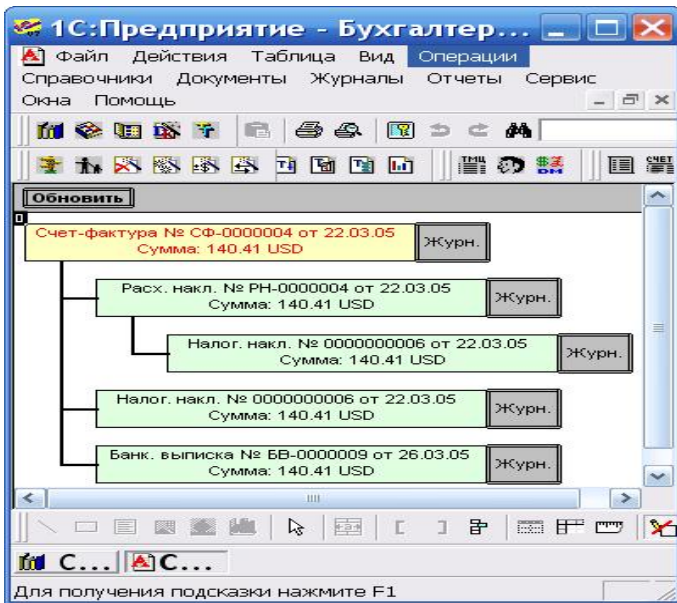 1С:Предприятие - Бухгалтер...
Файл Действия Таблица Вид Операции
Справочники Документы Журналы Отчеты Сервис
Окна Помощь
ТМЦ
DM
СЧЕТ
Обновить
D
Счет-фактура № СФ-0000004 от 22.03.05
Сумма: 140.41 USD
Журн.
Расх. накл. № РН-0000004 от 22.03.05
Сумма: 140.41 USD
Журн.
Налог. накл. № 0000000006 от 22.03.05
Сумма: 140.41 USD
Журн.
Налог. накл. № 0000000006 от 22.03.05
Сумма: 140.41 USD
Журн.
Банк. выписка № БВ-0000009 от 26.03.05
Сумма: 140.41 USD
Журн.
С... С...
Для получения подсказки нажмите F1